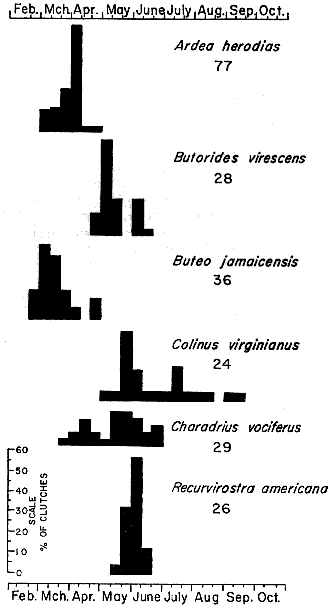 Feb. Mch. Apr. May June July Aug. Sep. Oct.
Ardea herodias
77
Butorides virescens
28
Buteo jamaicensis
36
Colinus virginianus
24
Charadrius vociferus
29
Recurvirostra americana
26
60
50
40
30
20
10
0
SCALE
% OF CLUTCHES
Feb. Mch. Apr. May June July Aug. Sep. Oct.